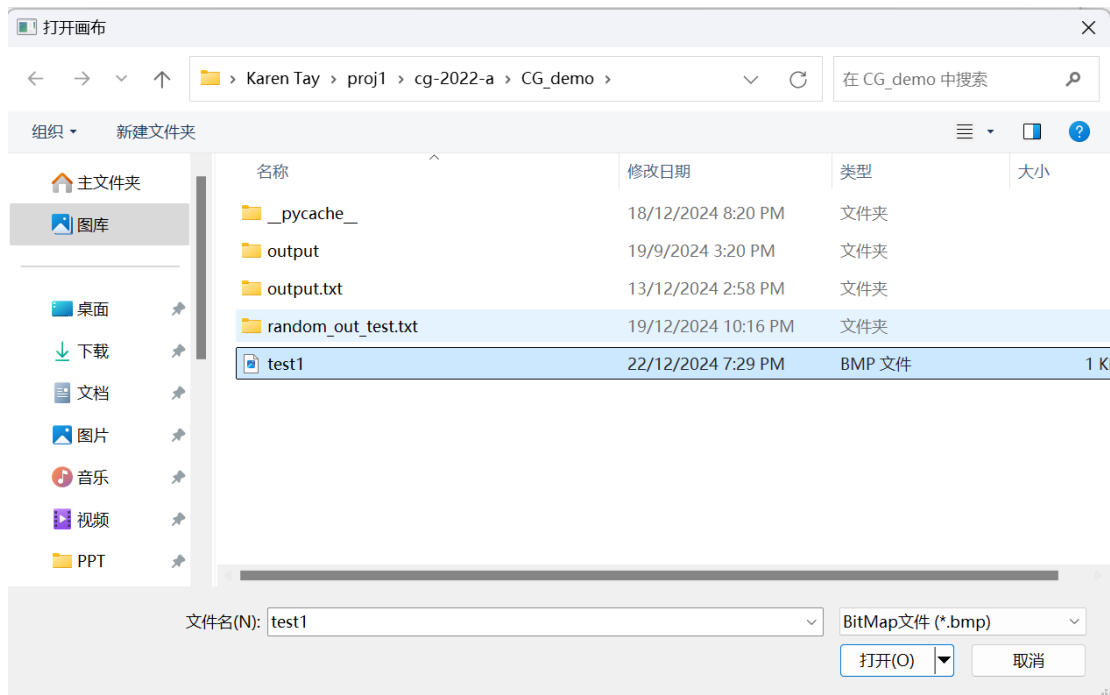 打开画布
Karen Tay › proj1 › cg-2022-a › CG_demo ›
在 CG_demo 中搜索
组织 新建文件夹
名称 修改日期 类型 大小
主文件夹
图库
桌面
下载
文档
图片
音乐
视频
PPT
__pycache__ 18/12/2024 8:20 PM 文件夹
output 19/9/2024 3:20 PM 文件夹
output.txt 13/12/2024 2:58 PM 文件夹
random_out_test.txt 19/12/2024 10:16 PM 文件夹
test1 22/12/2024 7:29 PM BMP 文件 1
文件名(N): test1 BitMap文件 (*.bmp)
打开(O) 取消